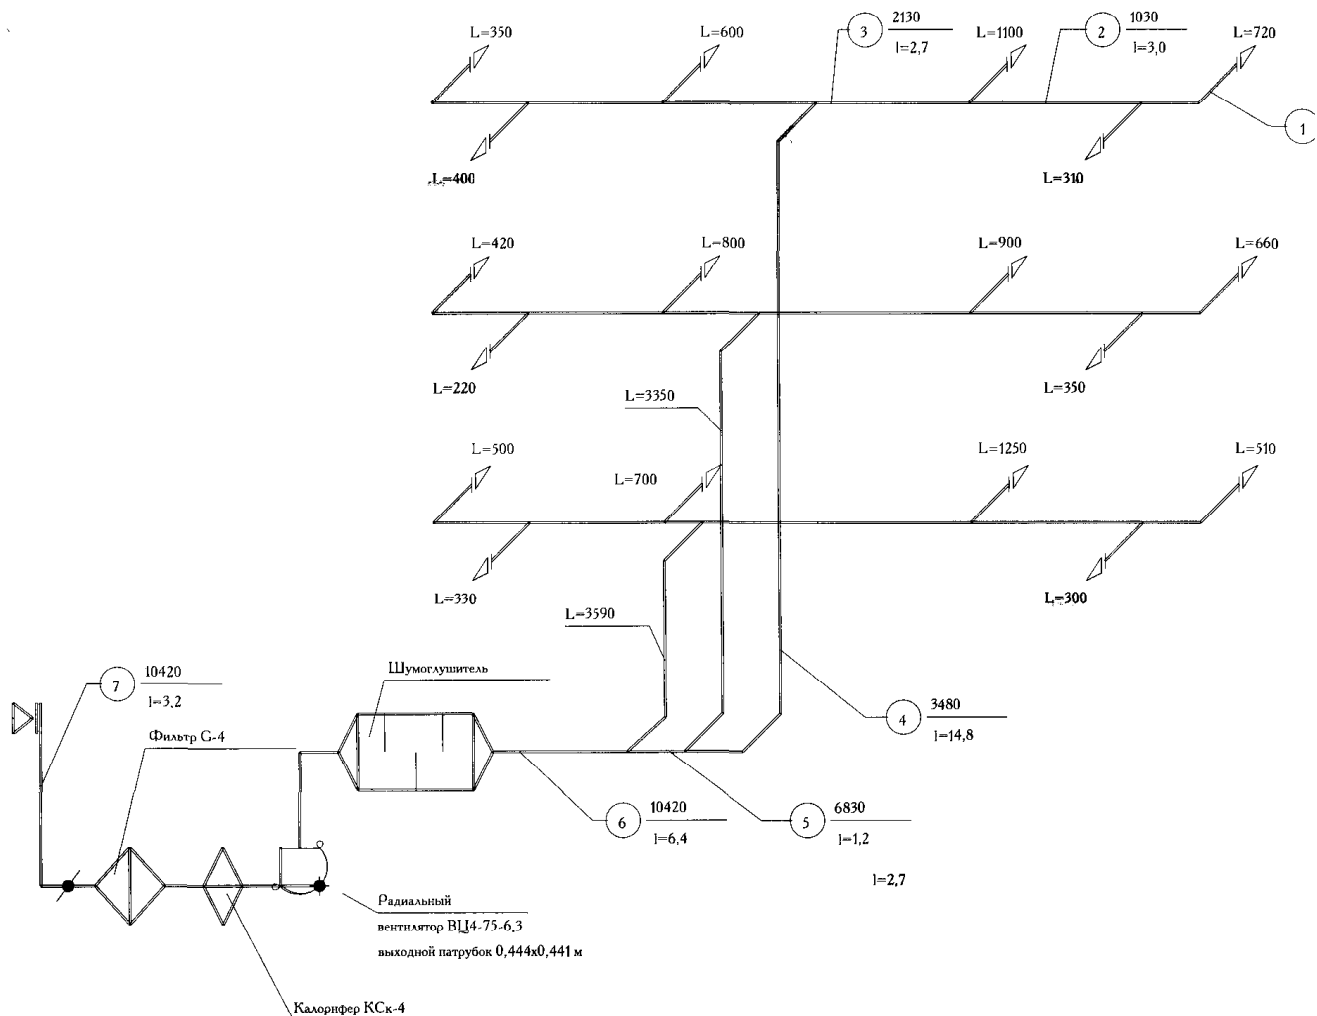 L=350
L=600
3
2130
l=2,7
L=1100
2
1030
l=3,0
L=720
1
L=400
L=310
L=420
L=800
L=900
L=660
L=220
L=350
L=3350
L=500
L=700
L=1250
L=510
L=330
L=300
L=3590
7
10420
l=3,2
Шумоглушитель
Фильтр G-4
4
3480
l=14,8
6
10420
l=6,4
5
6830
l=1,2
l=2,7
Радиальный
вентилятор ВЦ4-75-6,3
выходной патрубок 0,444х0,441 м
Калорифер КСк-4